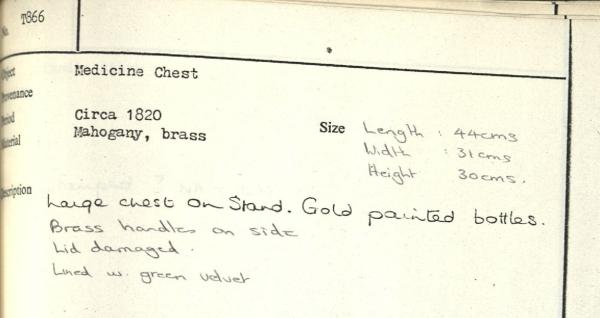 No. T866
Object Medicine Chest
Provenance
Period Circa 1820
Material Mahogany, brass
Size Length : 44cms
Width : 31cms
Height 30cms.
Description
Large chest on Stand. Gold painted bottles.
Brass handles on side
Lid damaged.
Lined w. green velvet